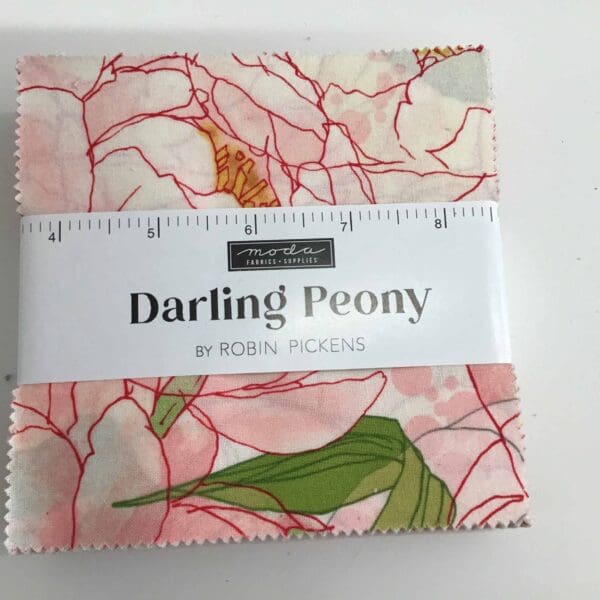 4 5 6 7 8
moda
FABRICS + SUPPLIES
Darling Peony
BY ROBIN PICKENS